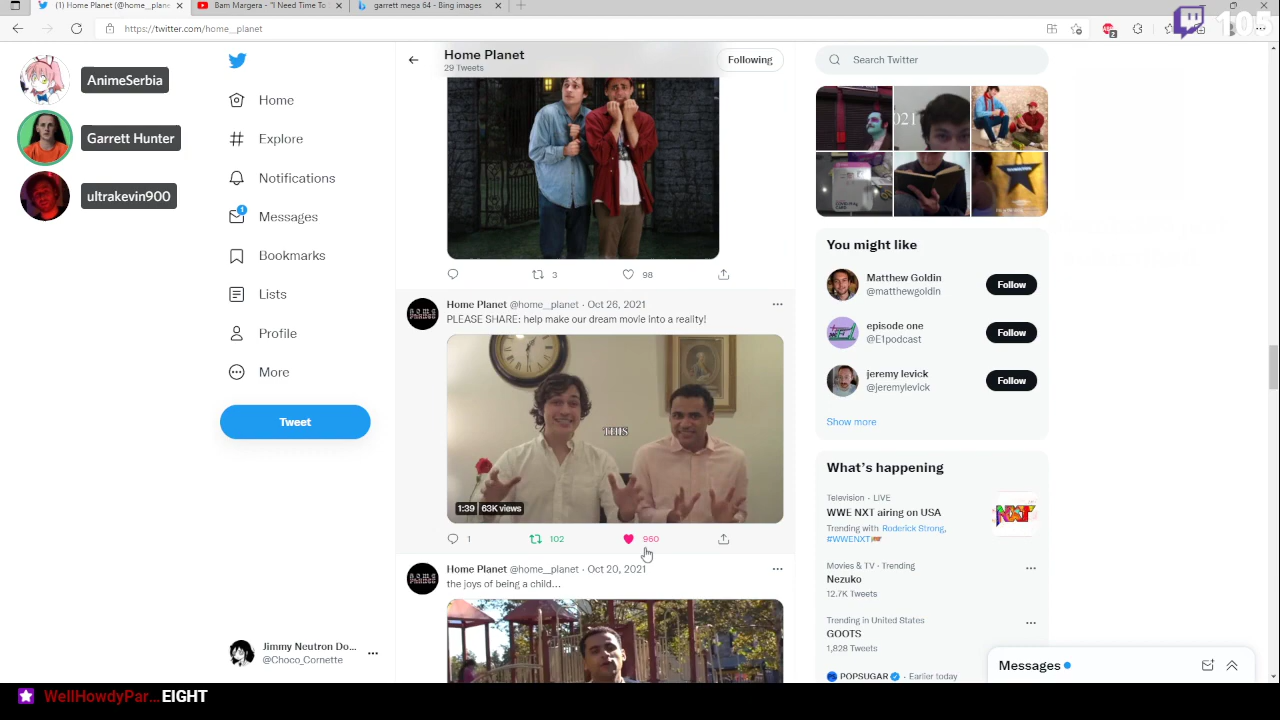 (1) Home Planet (@home__plane
Bam Margera - "I Need Time To
garrett mega 64 - Bing images
https://twitter.com/home__planet
105
AnimeSerbia
Garrett Hunter
ultrakevin900
Home
Explore
Notifications
1
Messages
Bookmarks
Lists
Profile
More
Tweet
Jimmy Neutron Do...
@Choco_Cornette
Home Planet
29 Tweets
Following
3
98
Home Planet @home__planet · Oct 26, 2021
PLEASE SHARE: help make our dream movie into a reality!
THIS
1:39 63K views
1
102
960
Home Planet @home__planet · Oct 20, 2021
the joys of being a child...
Search Twitter
You might like
Matthew Goldin
@matthewgoldin
Follow
episode one
@E1podcast
Follow
jeremy levick
@jeremylevick
Follow
Show more
What's happening
Television · LIVE
WWE NXT airing on USA
Trending with Roderick Strong,
#WWENXT
NXT
Movies & TV · Trending
Nezuko
12.7K Tweets
Trending in United States
GOOTS
1,828 Tweets
POPSUGAR · Earlier today
Messages
WellHowdyPar... EIGHT